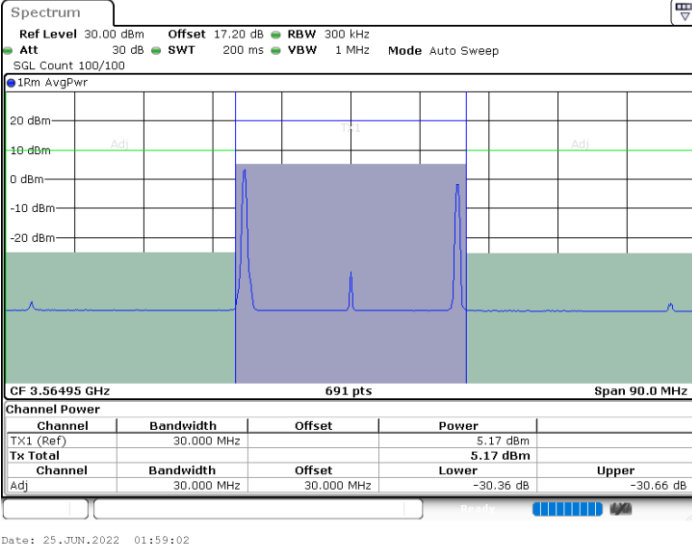 Spectrum
Ref Level 30.00 dBm Offset 17.20 dB RBW 300 kHz
Att 30 dB SWT 200 ms VBW 1 MHz Mode Auto Sweep
SGL Count 100/100
1Rm AvgPwr
20 dBm
TX1
Adj
Adj
10 dBm
0 dBm
-10 dBm
-20 dBm
CF 3.56495 GHz 691 pts Span 90.0 MHz
Channel Power
Channel Bandwidth Offset Power
TX1 (Ref) 30.000 MHz 5.17 dBm
Tx Total 5.17 dBm
Channel Bandwidth Offset Lower Upper
Adj 30.000 MHz 30.000 MHz -30.36 dB -30.66 dB
Ready
Date: 25.JUN.2022 01:59:02